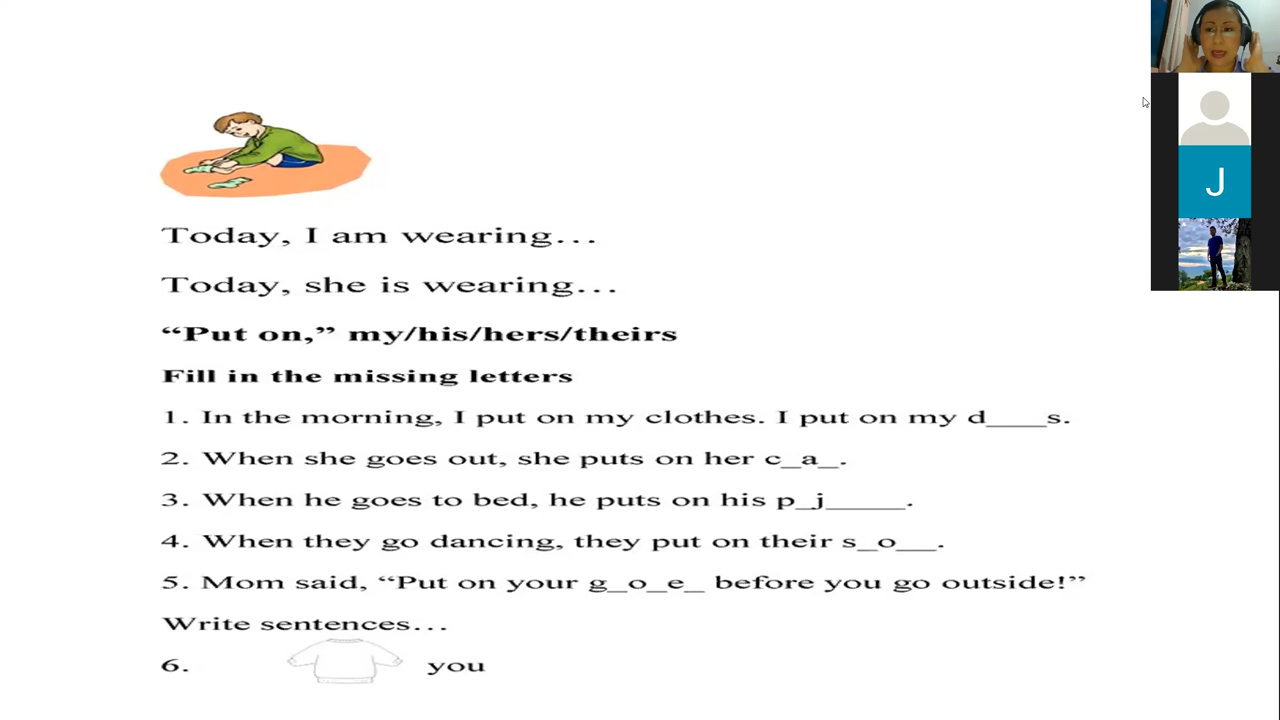 Today, I am wearing…
Today, she is wearing…
“Put on,” my/his/hers/theirs
Fill in the missing letters
1. In the morning, I put on my clothes. I put on my d____s.
2. When she goes out, she puts on her c_a_.
3. When he goes to bed, he puts on his p_j_____.
4. When they go dancing, they put on their s_o__.
5. Mom said, “Put on your g_o_e_ before you go outside!”
Write sentences…
6. you
J